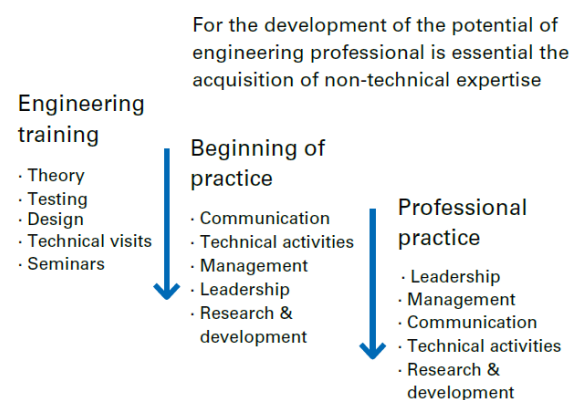 For the development of the potential of
engineering professional is essential the
acquisition of non-technical expertise
Engineering
training
· Theory
· Testing
· Design
· Technical visits
· Seminars
Beginning of
practice
· Communication
· Technical activities
· Management
· Leadership
· Research &
development
Professional
practice
· Leadership
· Management
· Communication
· Technical activities
· Research &
development